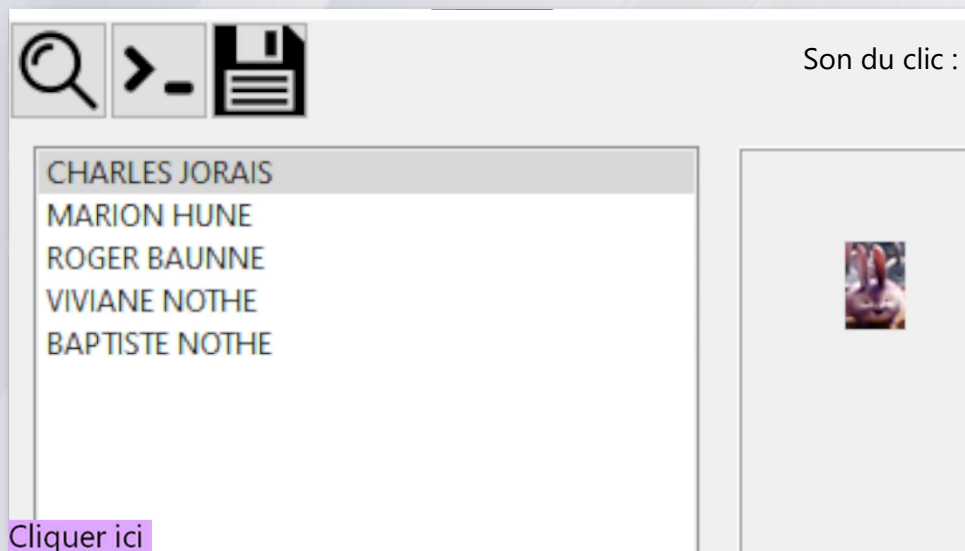 Son du clic :
CHARLES JORAIS
MARION HUNE
ROGER BAUNNE
VIVIANE NOTHE
BAPTISTE NOTHE
Cliquer ici